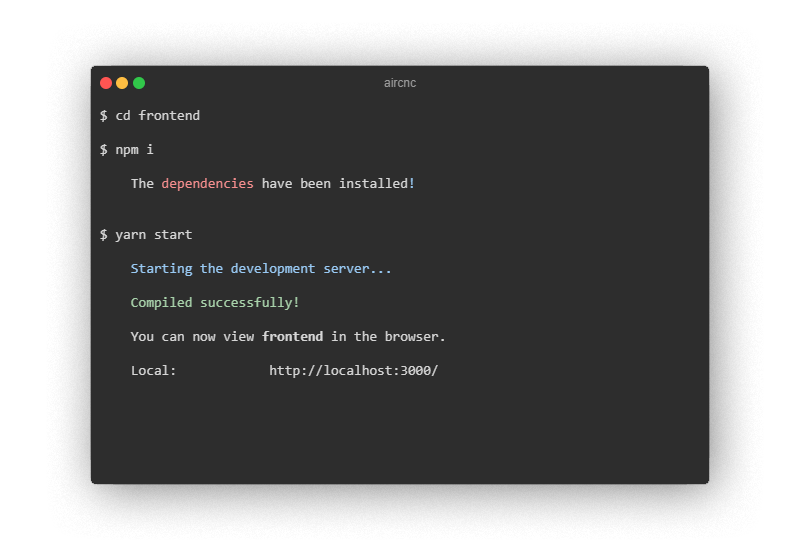 aircnc
$ cd frontend
$ npm i
The dependencies have been installed!
$ yarn start
Starting the development server...
Compiled successfully!
You can now view frontend in the browser.
Local: http://localhost:3000/